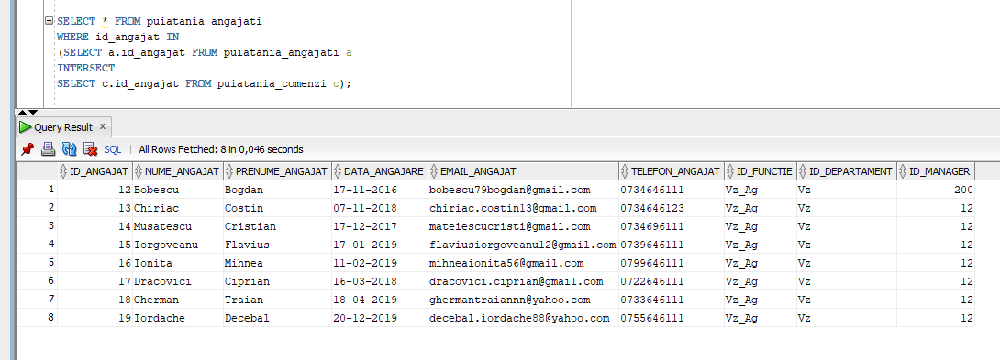 SELECT * FROM puiatania_angajati
WHERE id_angajat IN
(SELECT a.id_angajat FROM puiatania_angajati a
INTERSECT
SELECT c.id_angajat FROM puiatania_comenzi c);
Query Result x
SQL | All Rows Fetched: 8 in 0,046 seconds
ID_ANGAJAT NUME_ANGAJAT PRENUME_ANGAJAT DATA_ANGAJARE EMAIL_ANGAJAT TELEFON_ANGAJAT ID_FUNCTIE ID_DEPARTAMENT ID_MANAGER
1 12 Bobescu Bogdan 17-11-2016 bobescu79bogdan@gmail.com 0734646111 Vz_Ag Vz 200
2 13 Chiriac Costin 07-11-2018 chiriac.costin13@gmail.com 0734646123 Vz_Ag Vz 12
3 14 Musatescu Cristian 17-12-2017 mateiescucristi@gmail.com 0734696111 Vz_Ag Vz 12
4 15 Iorgoveanu Flavius 17-01-2019 flaviusiorgoveanu12@gmail.com 0739646111 Vz_Ag Vz 12
5 16 Ionita Mihnea 11-02-2019 mihneaionita56@gmail.com 0799646111 Vz_Ag Vz 12
6 17 Dracovici Ciprian 16-03-2018 dracovici.ciprian@gmail.com 0722646111 Vz_Ag Vz 12
7 18 Gherman Traian 18-04-2019 ghermantraiannn@yahoo.com 0733646111 Vz_Ag Vz 12
8 19 Iordache Decebal 20-12-2019 decebal.iordache88@yahoo.com 0755646111 Vz_Ag Vz 12